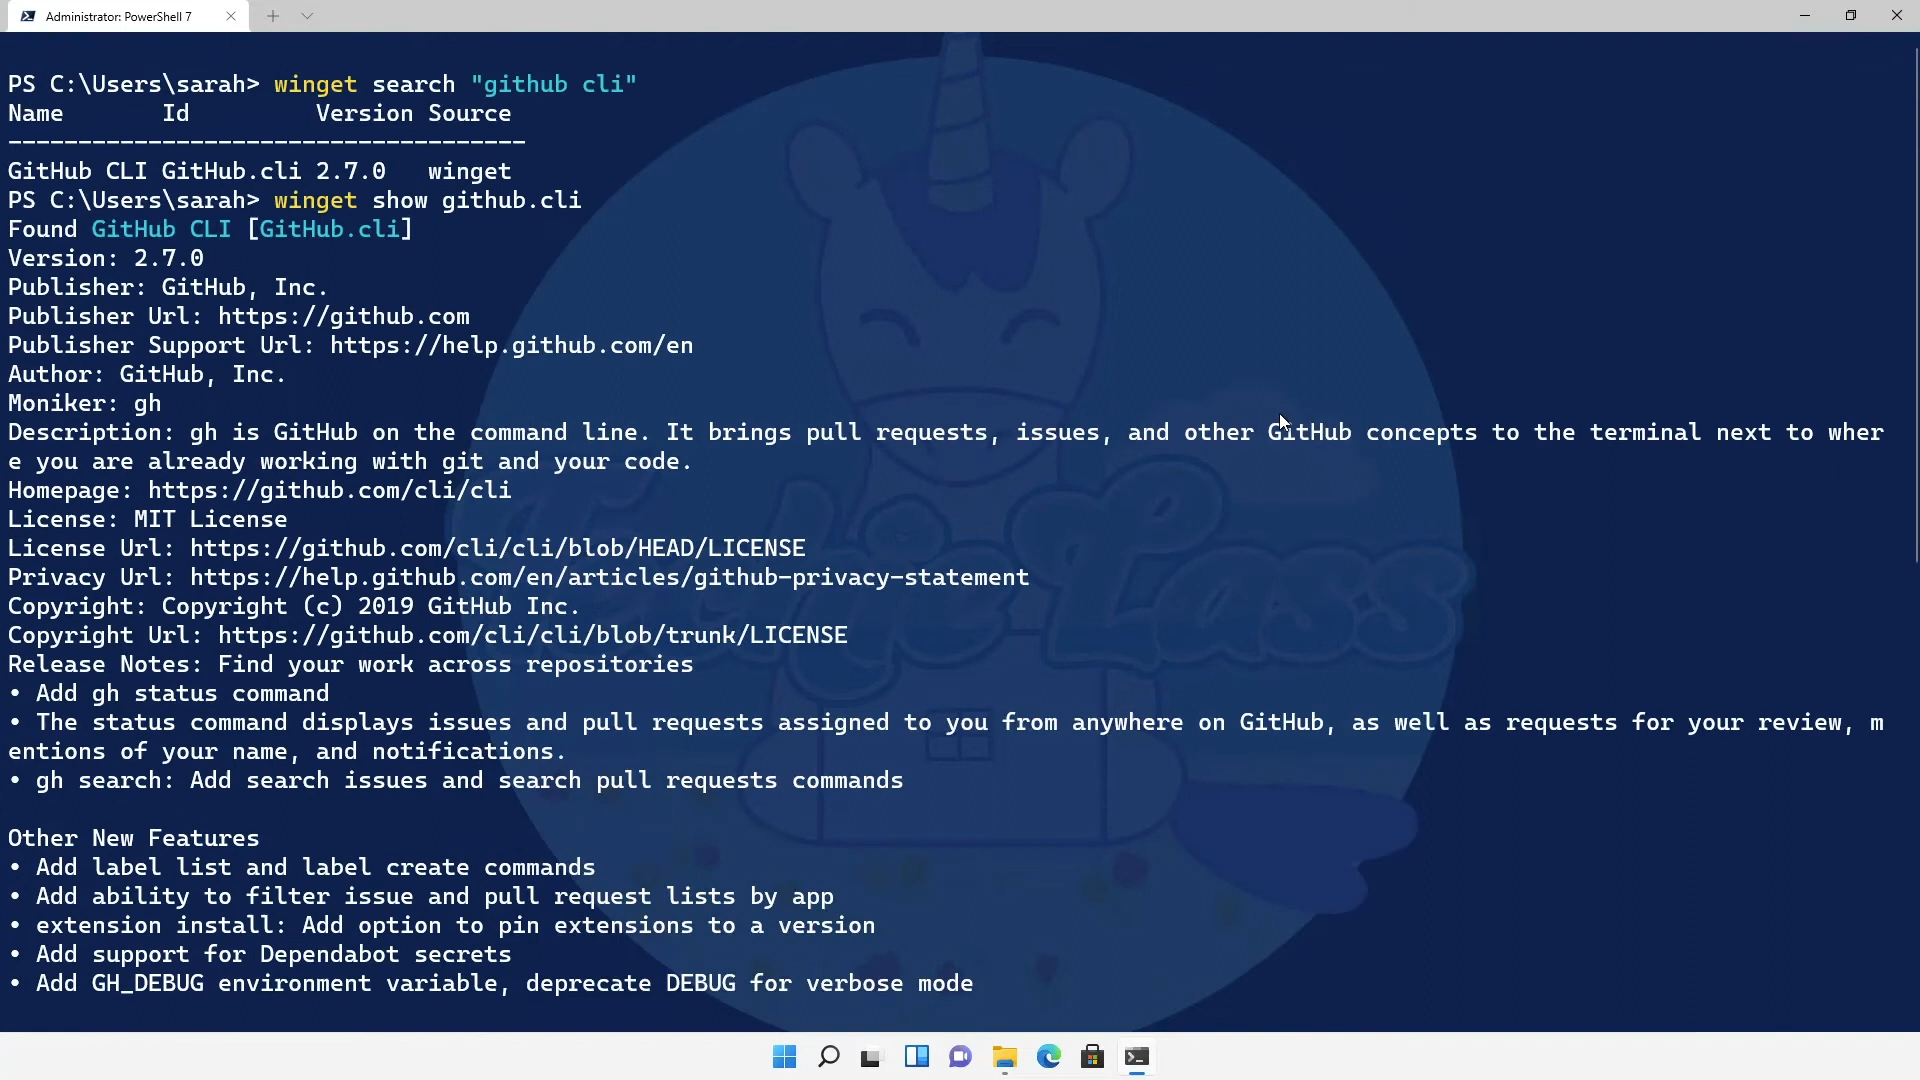 Administrator: PowerShell 7
PS C:\Users\sarah> winget search "github cli"
Name Id Version Source
-------------------------------------
GitHub CLI GitHub.cli 2.7.0 winget
PS C:\Users\sarah> winget show github.cli
Found GitHub CLI [GitHub.cli]
Version: 2.7.0
Publisher: GitHub, Inc.
Publisher Url: https://github.com
Publisher Support Url: https://help.github.com/en
Author: GitHub, Inc.
Moniker: gh
Description: gh is GitHub on the command line. It brings pull requests, issues, and other GitHub concepts to the terminal next to wher
e you are already working with git and your code.
Homepage: https://github.com/cli/cli
License: MIT License
License Url: https://github.com/cli/cli/blob/HEAD/LICENSE
Privacy Url: https://help.github.com/en/articles/github-privacy-statement
Copyright: Copyright (c) 2019 GitHub Inc.
Copyright Url: https://github.com/cli/cli/blob/trunk/LICENSE
Release Notes: Find your work across repositories
• Add gh status command
• The status command displays issues and pull requests assigned to you from anywhere on GitHub, as well as requests for your review, m
entions of your name, and notifications.
• gh search: Add search issues and search pull requests commands
Other New Features
• Add label list and label create commands
• Add ability to filter issue and pull request lists by app
• extension install: Add option to pin extensions to a version
• Add support for Dependabot secrets
• Add GH_DEBUG environment variable, deprecate DEBUG for verbose mode
Lass